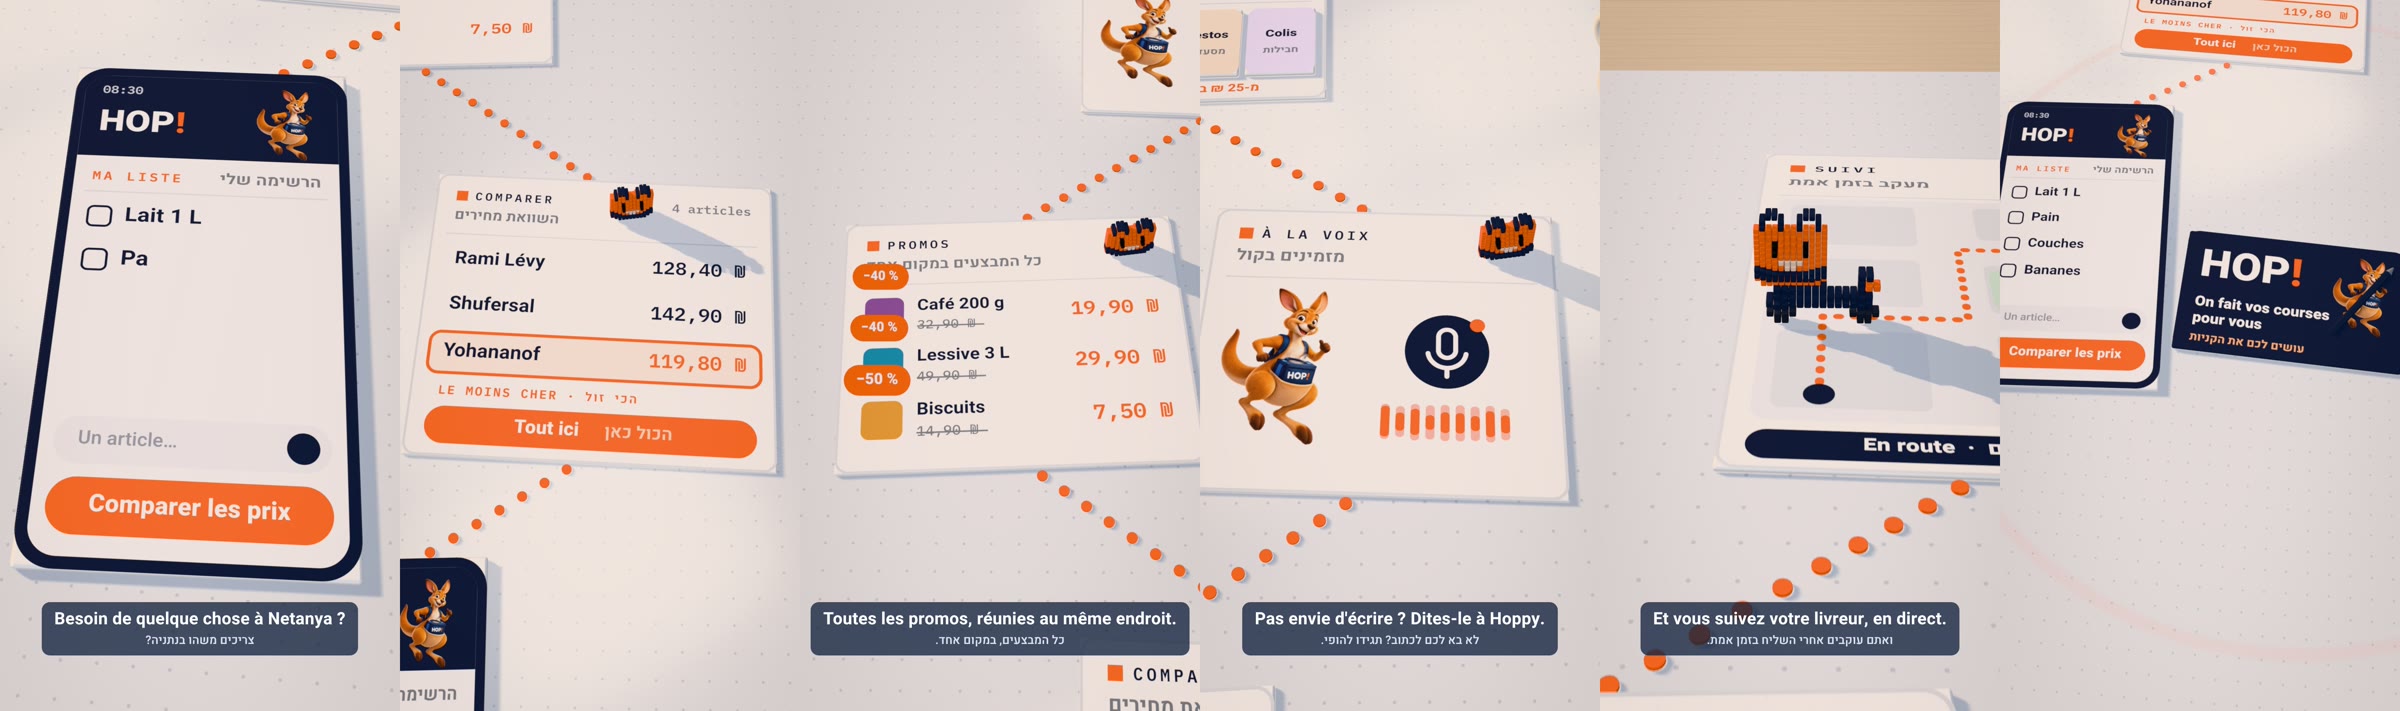 08:30
HOP!
MA LISTE הרשימה שלי
Lait 1 L
Pa
Un article...
Comparer les prix
Besoin de quelque chose à Netanya ?
צריכים משהו בנתניה?
7,50 ₪
COMPARER
השוואת מחירים
4 articles
Rami Lévy 128,40 ₪
Shufersal 142,90 ₪
Yohananof 119,80 ₪
LE MOINS CHER · הכי זול
Tout ici הכול כאן
HOP!
הרשימה
HOP!
PROMOS
כל המבצעים במקום אחד
-40 %
Café 200 g 19,90 ₪
32,90 ₪
-40 %
Lessive 3 L 29,90 ₪
49,90 ₪
-50 %
Biscuits 7,50 ₪
14,90 ₪
Toutes les promos, réunies au même endroit.
כל המבצעים, במקום אחד.
COMPA
Colis
חבילות
מ-25 ₪
À LA VOIX
מזמינים בקול
HOP!
Pas envie d'écrire ? Dites-le à Hoppy.
לא בא לכם לכתוב? תגידו להופי.
SUIVI
מעקב בזמן אמת
En route ·
Et vous suivez votre livreur, en direct.
ואתם עוקבים אחרי השליח בזמן אמת.
Yohananof 119,80 ₪
LE MOINS CHER · הכי זול
Tout ici הכול כאן
08:30
HOP!
MA LISTE הרשימה שלי
Lait 1 L
Pain
Couches
Bananes
Un article...
Comparer les prix
HOP!
On fait vos courses
pour vous
עושים לכם את הקניות